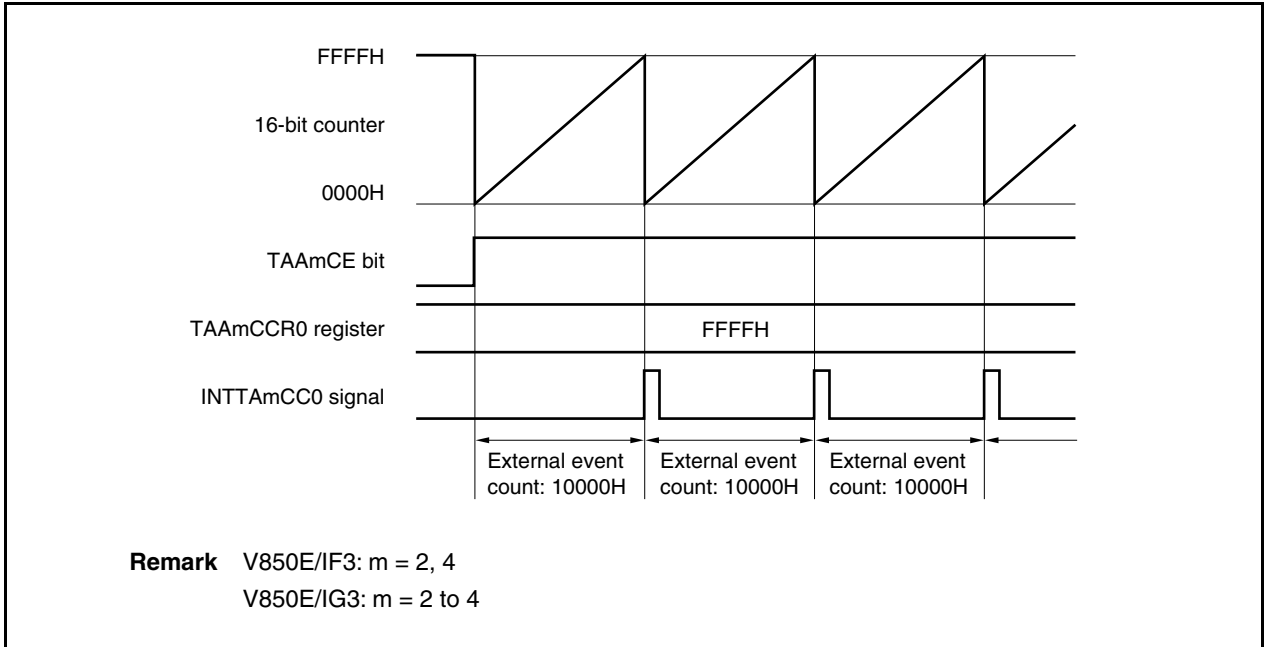 FFFFH
16-bit counter
0000H
TAAmCE bit
TAAmCCR0 register
FFFFH
INTTAmCC0 signal
External event
count: 10000H
External event
count: 10000H
External event
count: 10000H
Remark V850E/IF3: m = 2, 4
V850E/IG3: m = 2 to 4